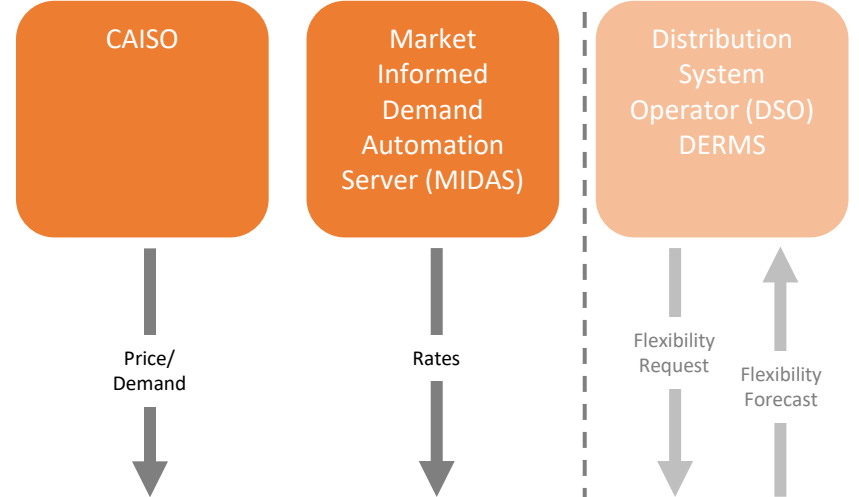 CAISO
Market
Informed
Demand
Automation
Server (MIDAS)
Distribution
System
Operator (DSO)
DERMS
Price/
Demand
Rates
Flexibility
Request
Flexibility
Forecast